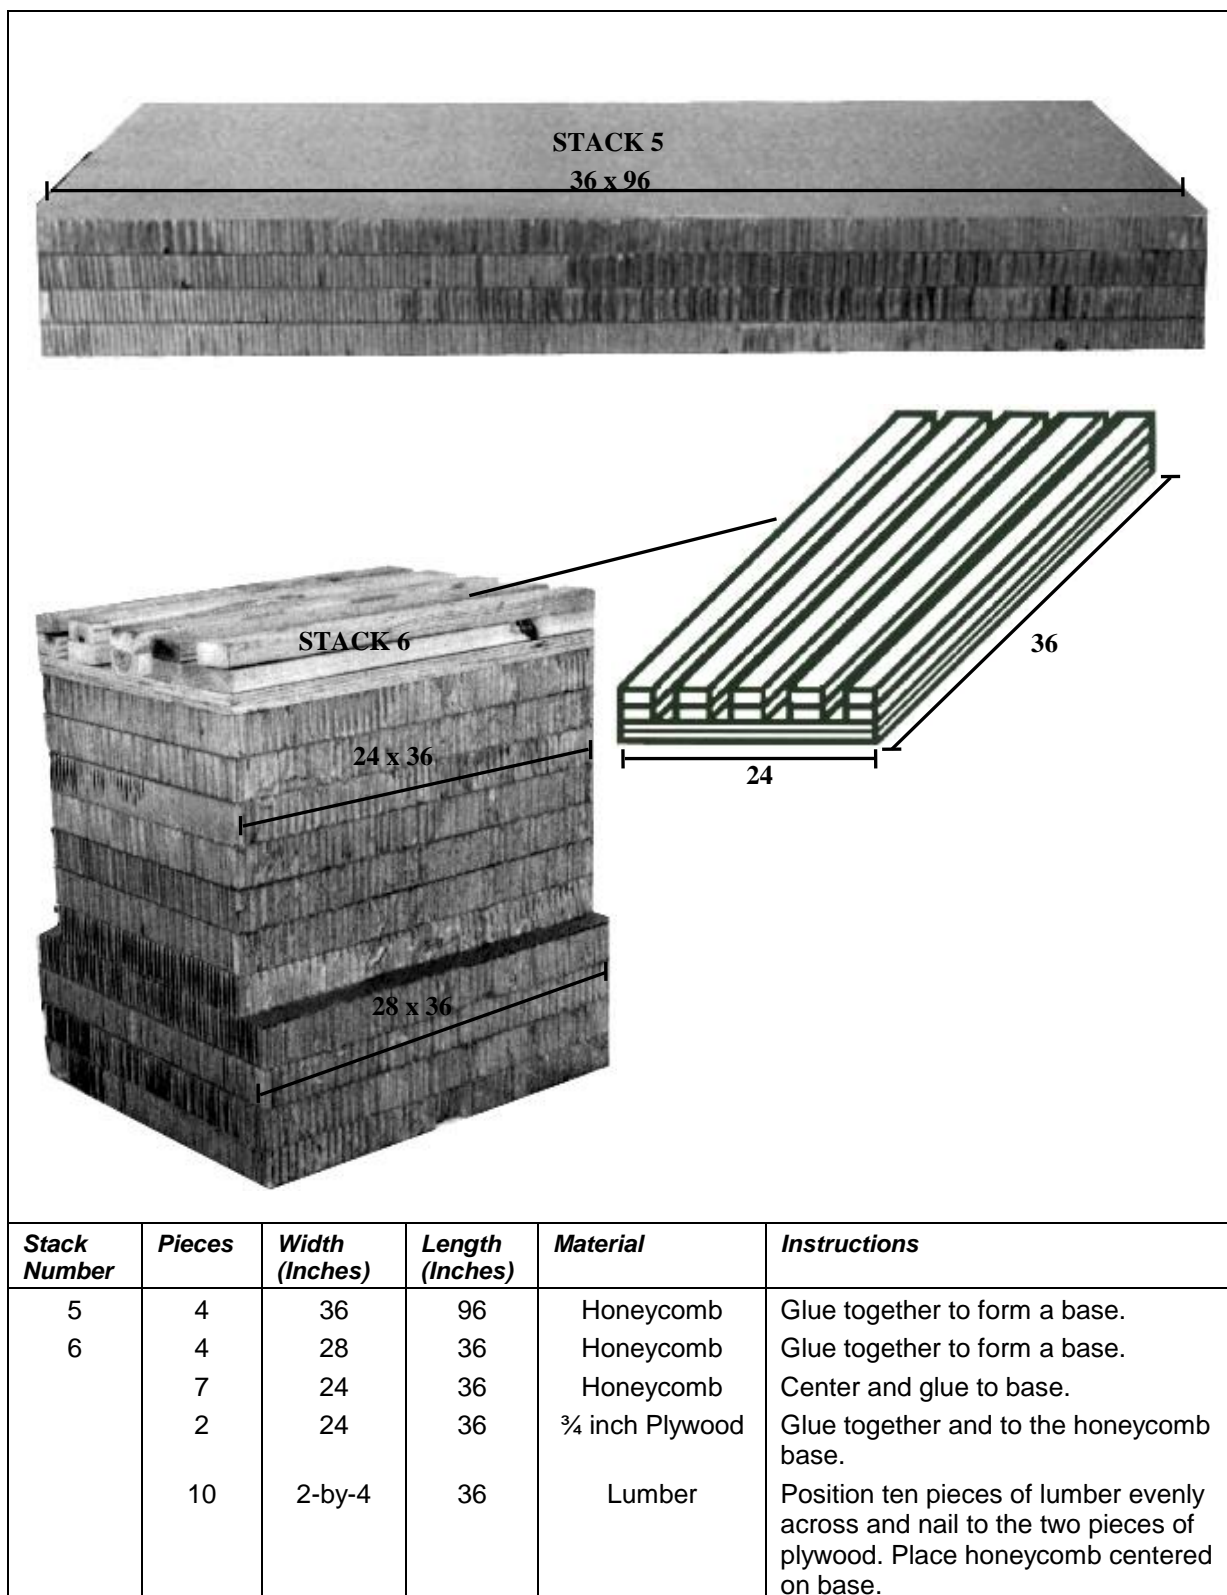 STACK 5
36 x 96
STACK 6
36
24 x 36
24
28 x 36
Stack Number Pieces Width (Inches) Length (Inches) Material Instructions
5 4 36 96 Honeycomb Glue together to form a base.
6 4 28 36 Honeycomb Glue together to form a base.
7 24 36 Honeycomb Center and glue to base.
2 24 36 ¾ inch Plywood Glue together and to the honeycomb
base.
10 2-by-4 36 Lumber Position ten pieces of lumber evenly
across and nail to the two pieces of
plywood. Place honeycomb centered
on base.